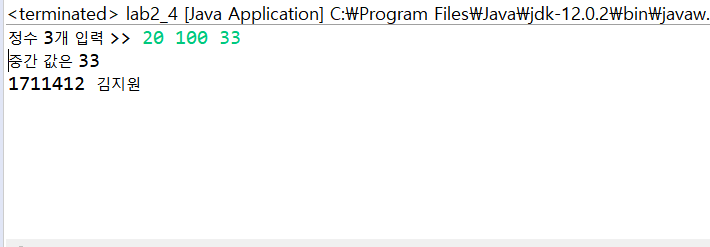 <terminated> lab2_4 [Java Application] C:₩Program Files₩Java₩jdk-12.0.2₩bin₩javaw.
정수 3개 입력 >> 20 100 33
중간 값은 33
1711412 김지원